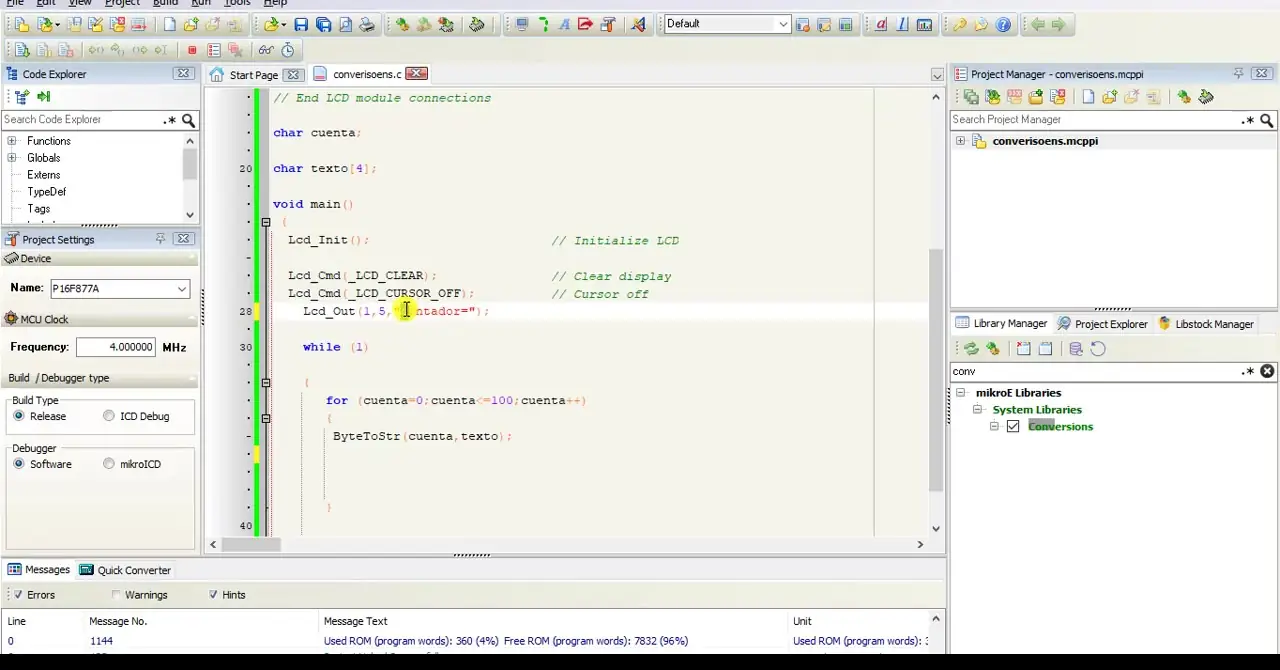 File Edit View Project Build Run Tools Help
Default
Code Explorer
Search Code Explorer
Functions
Globals
Externs
TypeDef
Tags
Project Settings
Device
Name: P16F877A
MCU Clock
Frequency: 4.000000 MHz
Build / Debugger type
Build Type
Release ICD Debug
Debugger
Software mikroICD
Start Page converisoens.c
// End LCD module connections
char cuenta;
20 char texto[4];
void main()
{
Lcd_Init(); // Initialize LCD
Lcd_Cmd(_LCD_CLEAR); // Clear display
Lcd_Cmd(_LCD_CURSOR_OFF); // Cursor off
28 Lcd_Out(1,5," ntador=");
30 while (1)
{
for (cuenta=0;cuenta<=100;cuenta++)
{
ByteToStr(cuenta,texto);
}
40
Messages Quick Converter
Errors Warnings Hints
Line Message No. Message Text Unit
0 1144 Used ROM (program words): 360 (4%) Free ROM (program words): 7832 (96%) Used ROM (program words): 3
Project Manager - converisoens.mcppi
Search Project Manager
converisoens.mcppi
Library Manager Project Explorer Libstock Manager
conv
mikroE Libraries
System Libraries
Conversions